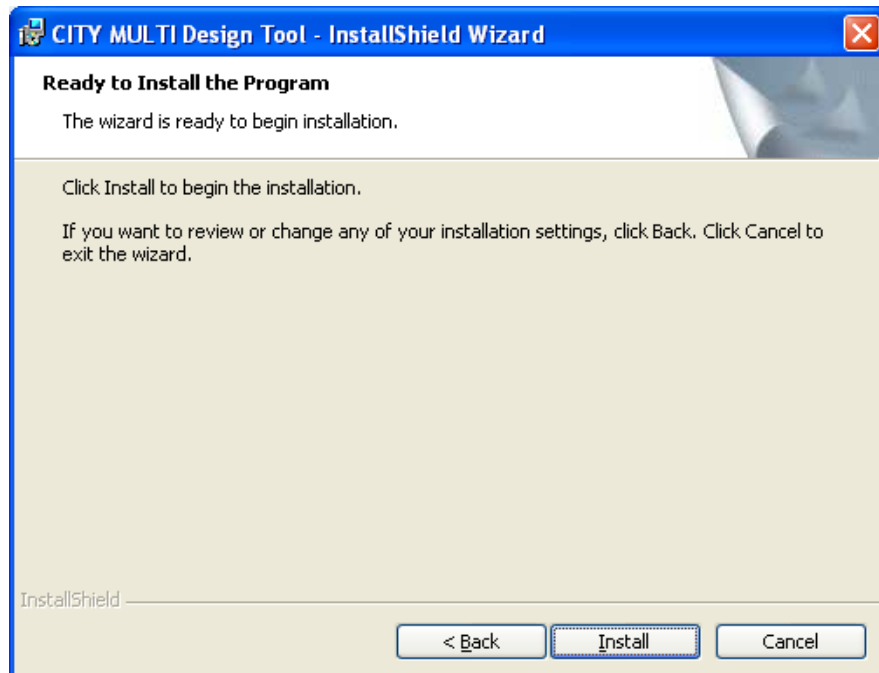 CITY MULTI Design Tool - InstallShield Wizard
Ready to Install the Program
The wizard is ready to begin installation.
Click Install to begin the installation.
If you want to review or change any of your installation settings, click Back. Click Cancel to
exit the wizard.
InstallShield
< Back
Install
Cancel